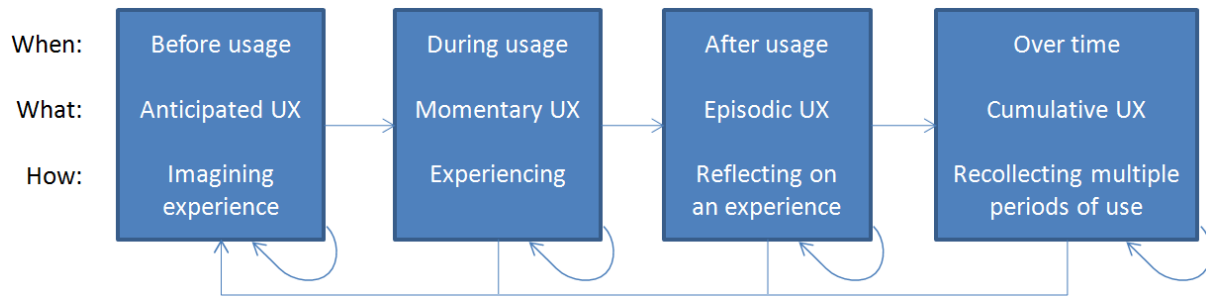 When: Before usage During usage After usage Over time
What: Anticipated UX Momentary UX Episodic UX Cumulative UX
How: Imagining Experiencing Reflecting on Recollecting multiple
experience an experience periods of use